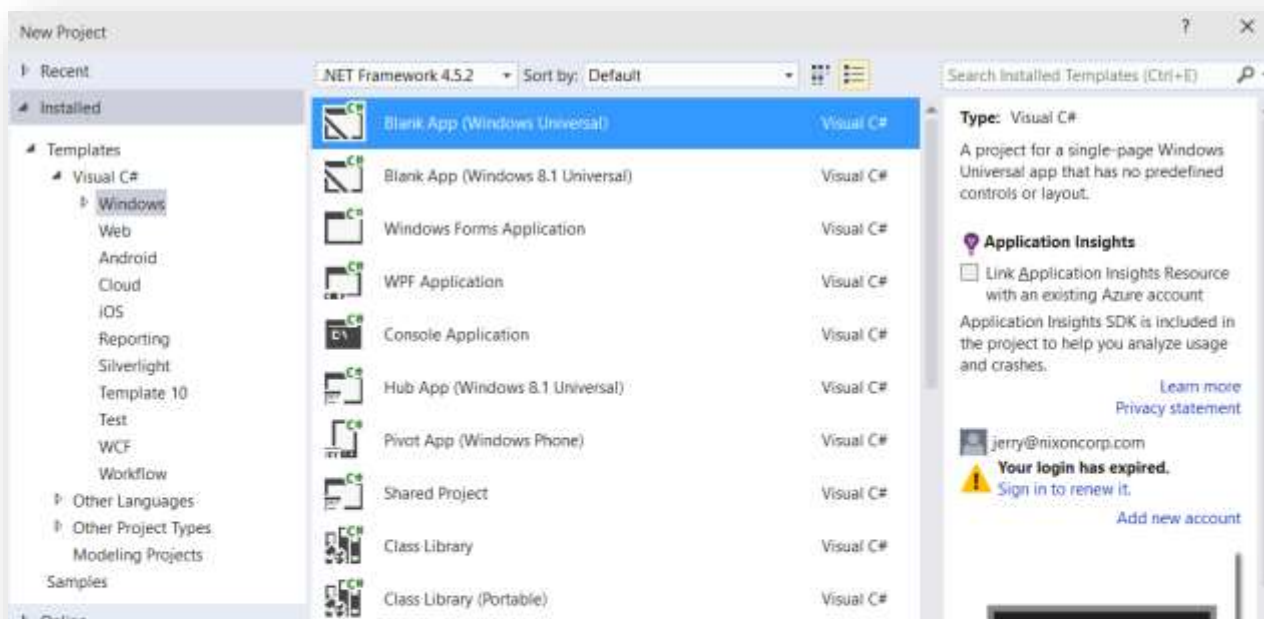 New Project
?
Recent
Installed
Templates
Visual C#
Windows
Web
Android
Cloud
iOS
Reporting
Silverlight
Template 10
Test
WCF
Workflow
Other Languages
Other Project Types
Modeling Projects
Samples
Online
.NET Framework 4.5.2
Sort by: Default
Blank App (Windows Universal) Visual C#
Blank App (Windows 8.1 Universal) Visual C#
Windows Forms Application Visual C#
WPF Application Visual C#
Console Application Visual C#
Hub App (Windows 8.1 Universal) Visual C#
Pivot App (Windows Phone) Visual C#
Shared Project Visual C#
Class Library Visual C#
Class Library (Portable) Visual C#
Search Installed Templates (Ctrl+E)
Type: Visual C#
A project for a single-page Windows
Universal app that has no predefined
controls or layout.
Application Insights
Link Application Insights Resource
with an existing Azure account
Application Insights SDK is included in
the project to help you analyze usage
and crashes.
Learn more
Privacy statement
jerry@nixoncorp.com
Your login has expired.
Sign in to renew it.
Add new account